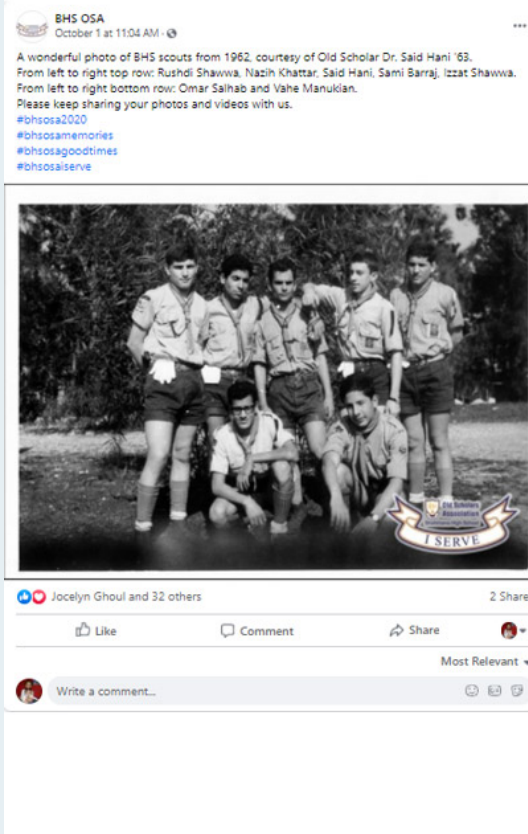 BHS OSA
October 1 at 11:04 AM ·
A wonderful photo of BHS scouts from 1962, courtesy of Old Scholar Dr. Said Hani '63.
From left to right top row: Rushdi Shawwa, Nazih Khattar, Said Hani, Sami Barraj, Izzat Shawwa.
From left to right bottom row: Omar Salhab and Vahe Manukian.
Please keep sharing your photos and videos with us.
#bhsosa2020
#bhsosamemories
#bhsosagoodtimes
#bhsosaiserve
Old Scholars
Association
I SERVE
Jocelyn Ghoul and 32 others
2 Share
Like
Comment
Share
Most Relevant
Write a comment...